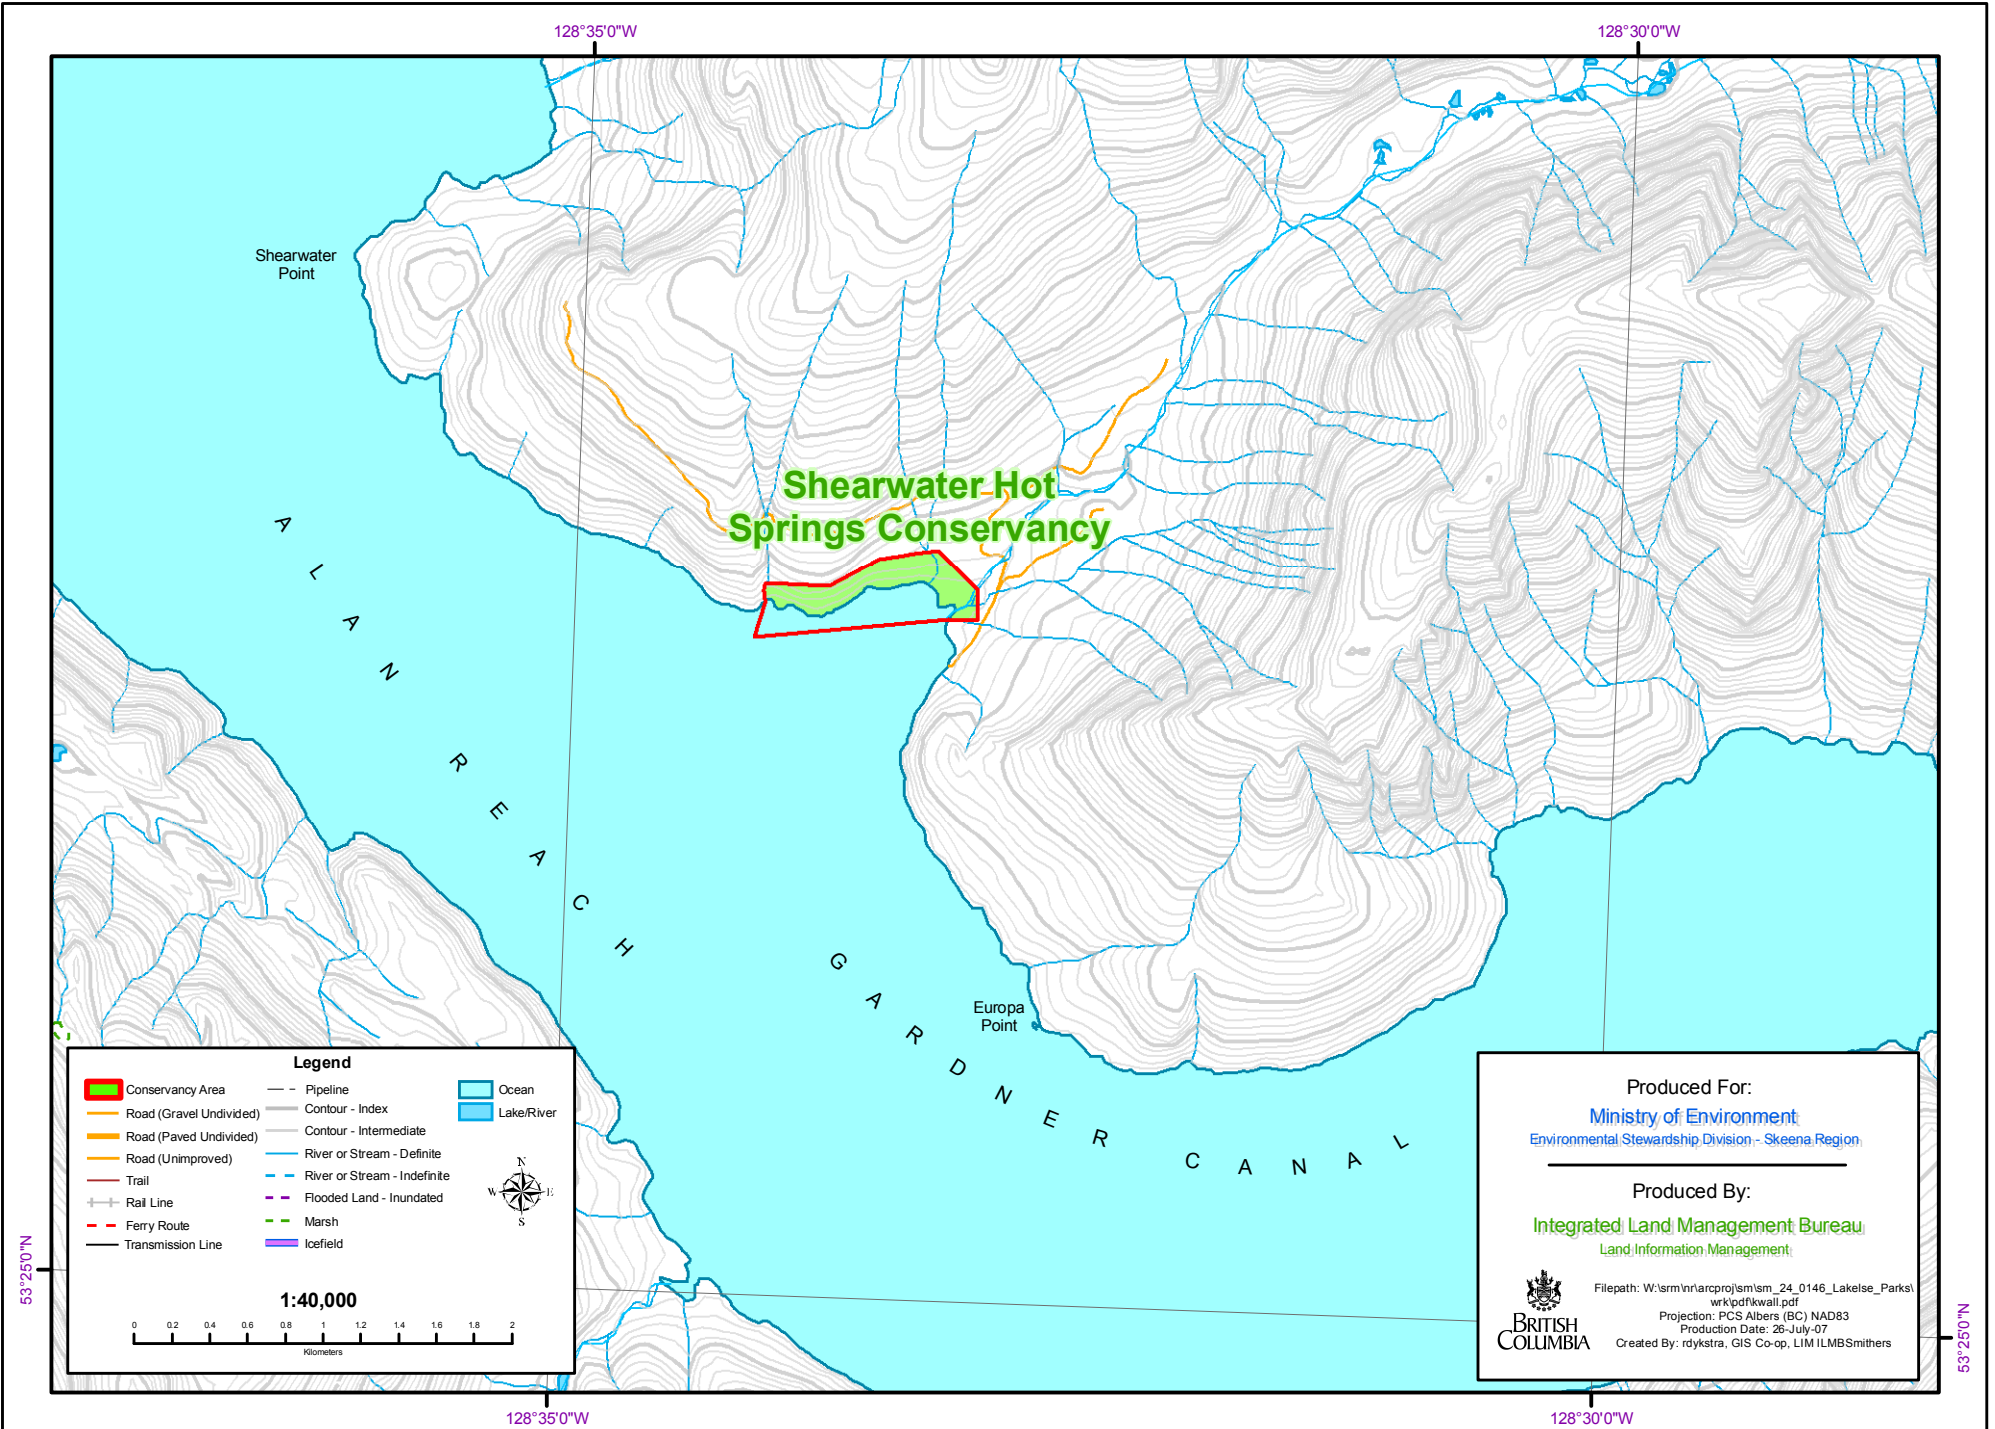 128°35'0"W
128°30'0"W
Shearwater
Point
Shearwater Hot
Springs Conservancy
ALAN REACH
GARDNER CANAL
Europa
Point
53°25'0"N
53°25'0"N
128°35'0"W
128°30'0"W
Legend
Conservancy Area
Road (Gravel Undivided)
Road (Paved Undivided)
Road (Unimproved)
Trail
Rail Line
Ferry Route
Transmission Line
Pipeline
Contour - Index
Contour - Intermediate
River or Stream - Definite
River or Stream - Indefinite
Flooded Land - Inundated
Marsh
Icefield
Ocean
Lake/River
N
W E
S
1:40,000
0 0.2 0.4 0.6 0.8 1 1.2 1.4 1.6 1.8 2
Kilometers
Produced For:
Ministry of Environment
Environmental Stewardship Division - Skeena Region
Produced By:
Integrated Land Management Bureau
Land Information Management
BRITISH
COLUMBIA
Filepath: W:\srm\nr\arcproj\sm\sm_24_0146_Lakelse_Parks\
wrk\pdf\kwall.pdf
Projection: PCS Albers (BC) NAD83
Production Date: 26-July-07
Created By: rdykstra, GIS Co-op, LIM ILMB Smithers